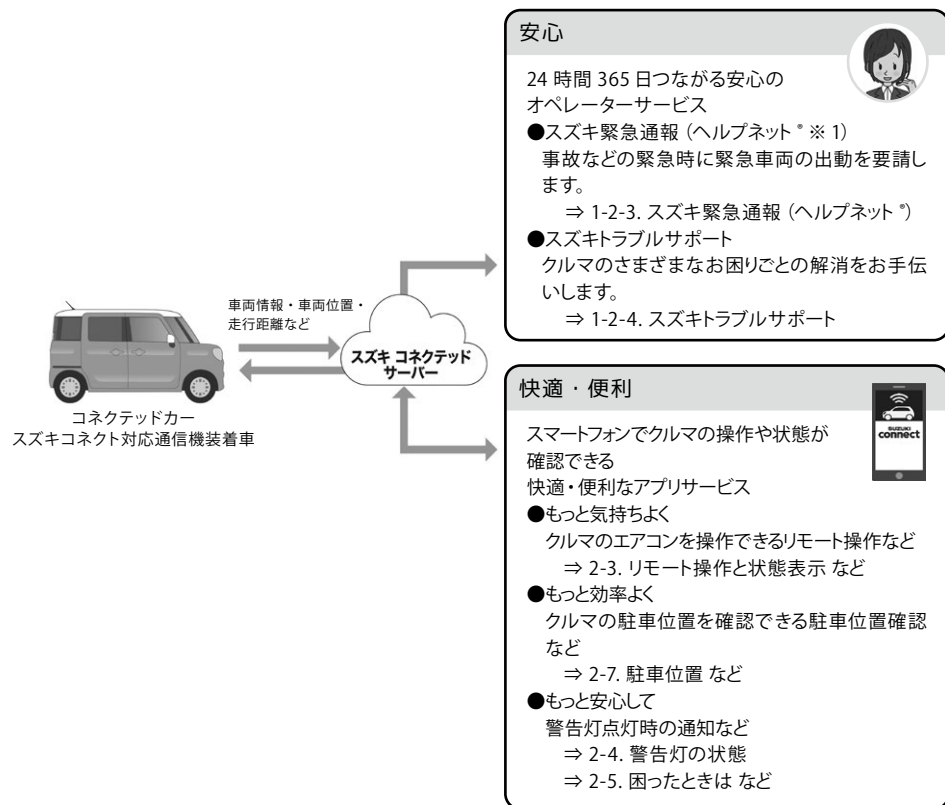 安心
24 時間 365 日つながる安心の
オペレーターサービス
●スズキ緊急通報（ヘルプネット ® ※ 1）
事故などの緊急時に緊急車両の出動を要請し
ます。
⇒ 1-2-3. スズキ緊急通報（ヘルプネット ®）
●スズキトラブルサポート
クルマのさまざまなお困りごとの解消をお手伝
いします。
⇒ 1-2-4. スズキトラブルサポート
車両情報・車両位置・
走行距離など
スズキ コネクテッド
サーバー
コネクテッドカー
スズキコネクト対応通信機装着車
快適・便利
SUZUKI
connect
スマートフォンでクルマの操作や状態が
確認できる
快適・便利なアプリサービス
●もっと気持ちよく
クルマのエアコンを操作できるリモート操作など
⇒ 2-3. リモート操作と状態表示 など
●もっと効率よく
クルマの駐車位置を確認できる駐車位置確認
など
⇒ 2-7. 駐車位置 など
●もっと安心して
警告灯点灯時の通知など
⇒ 2-4. 警告灯の状態
⇒ 2-5. 困ったときは など